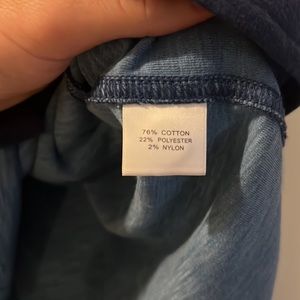 76% COTTON
22% POLYESTER
2% NYLON